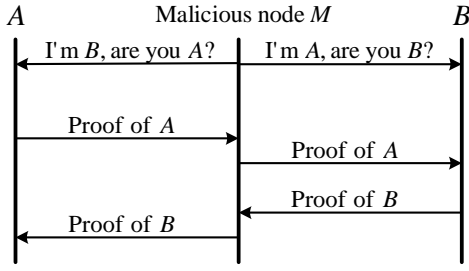 A Malicious node M B
I'm B, are you A? I'm A, are you B?
Proof of A
Proof of A
Proof of B
Proof of B